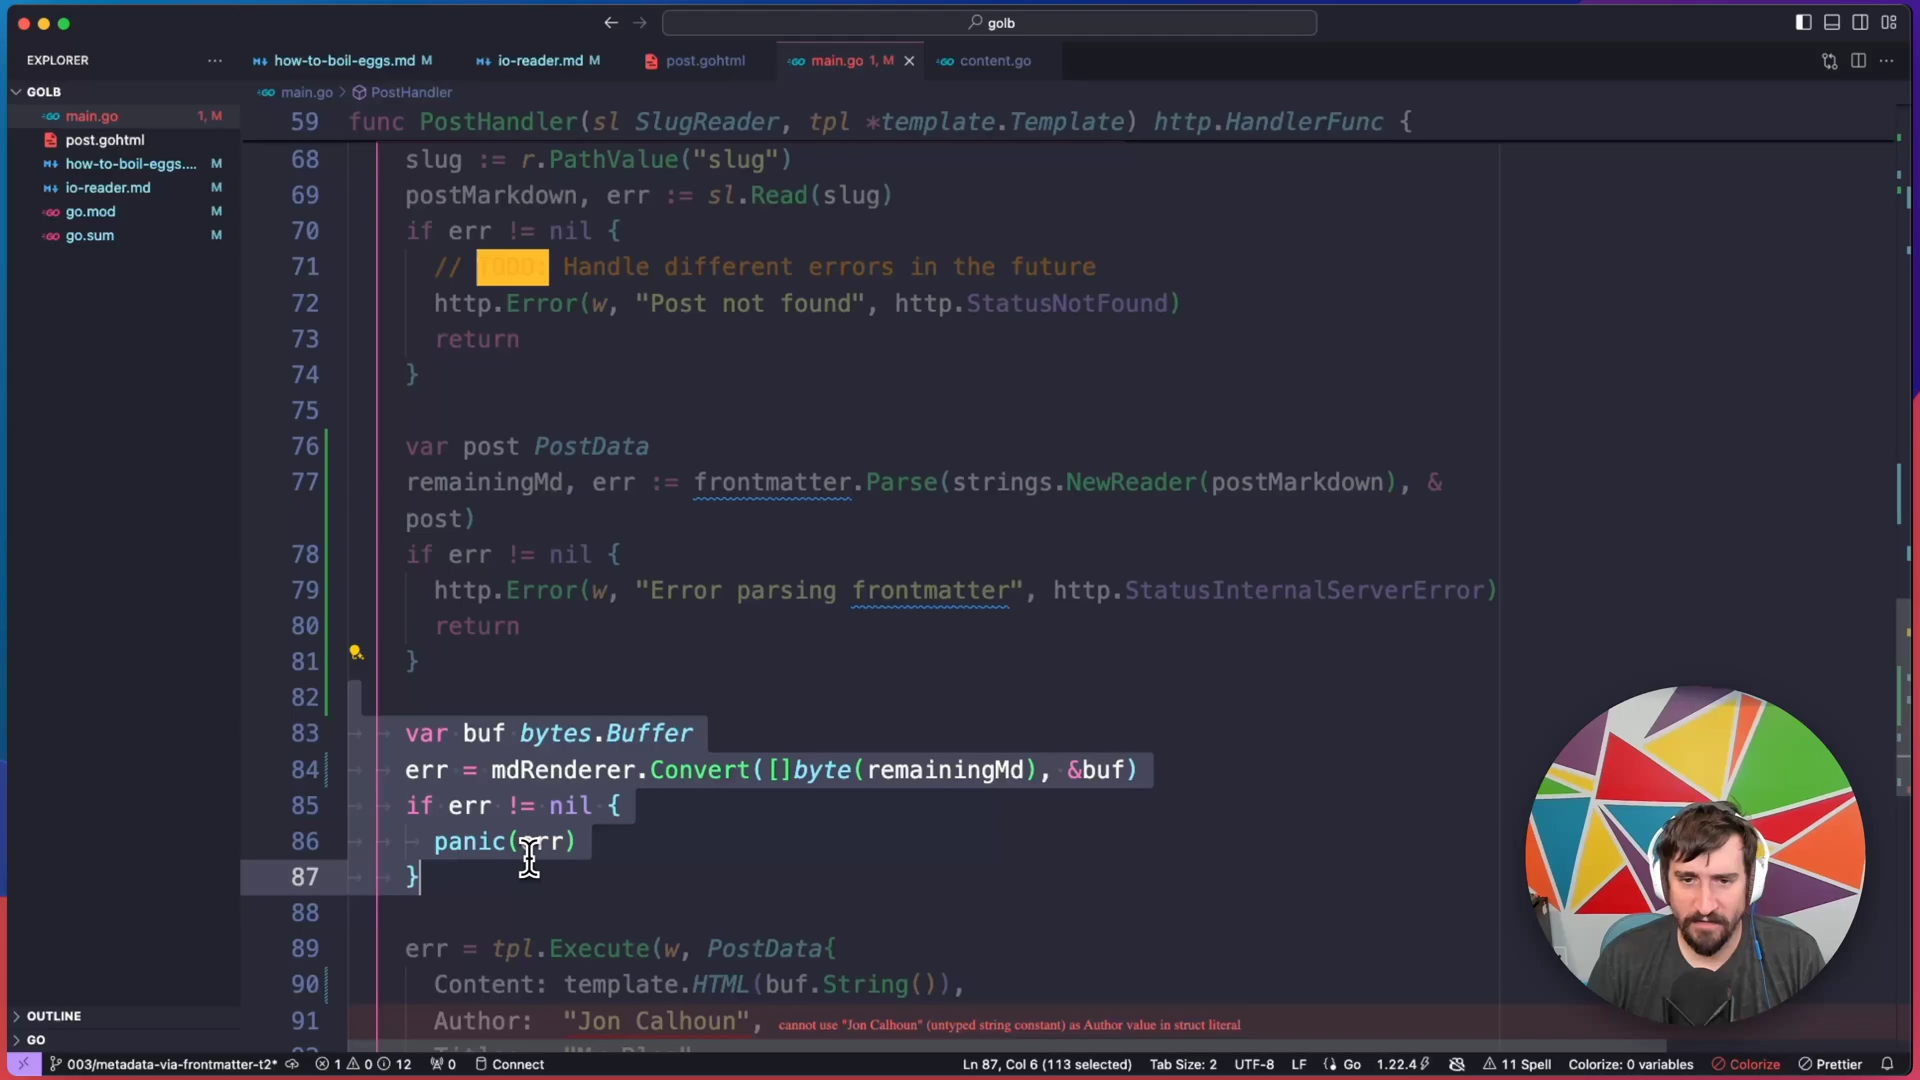 golb
EXPLORER
how-to-boil-eggs.md M
io-reader.md M
post.gohtml
main.go 1, M
content.go
GOLB
main.go > PostHandler
main.go 1, M
post.gohtml
how-to-boil-eggs.... M
io-reader.md M
go.mod M
go.sum M
59 func PostHandler(sl SlugReader, tpl *template.Template) http.HandlerFunc {
68 slug := r.PathValue("slug")
69 postMarkdown, err := sl.Read(slug)
70 if err != nil {
71 // TODO: Handle different errors in the future
72 http.Error(w, "Post not found", http.StatusNotFound)
73 return
74 }
75
76 var post PostData
77 remainingMd, err := frontmatter.Parse(strings.NewReader(postMarkdown), &
post)
78 if err != nil {
79 http.Error(w, "Error parsing frontmatter", http.StatusInternalServerError)
80 return
81 }
82
83 var buf bytes.Buffer
84 err = mdRenderer.Convert([]byte(remainingMd), &buf)
85 if err != nil {
86 panic(err)
87 }
88
89 err = tpl.Execute(w, PostData{
90 Content: template.HTML(buf.String()),
91 Author: "Jon Calhoun", cannot use "Jon Calhoun" (untyped string constant) as Author value in struct literal
OUTLINE
GO
003/metadata-via-frontmatter-t2* 1 0 12 0 Connect Ln 87, Col 6 (113 selected) Tab Size: 2 UTF-8 LF Go 1.22.4 11 Spell Colorize: 0 variables Colorize Prettier